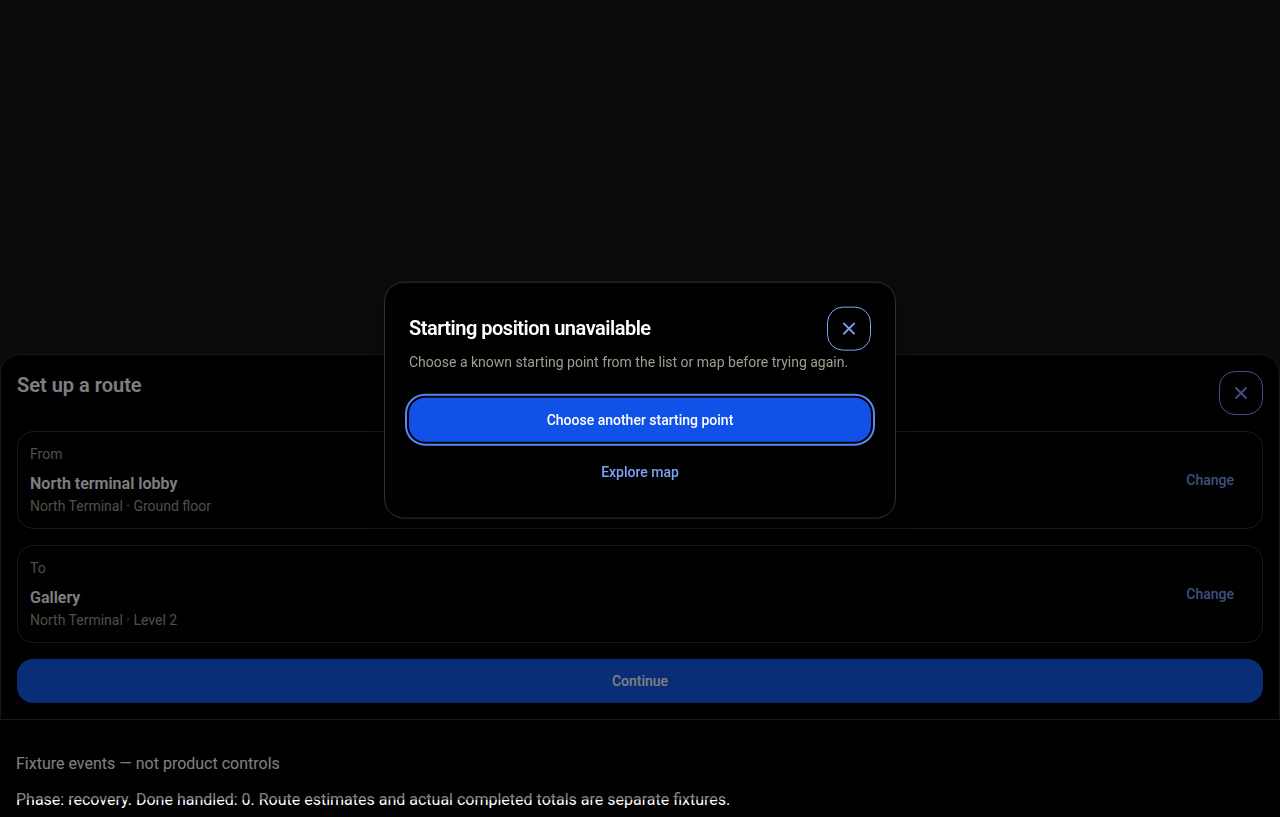 Starting position unavailable
Choose a known starting point from the list or map before trying again.
Set up a route
Choose another starting point
From
Explore map
North terminal lobby
Change
North Terminal · Ground floor
To
Gallery
Change
North Terminal · Level 2
Continue
Fixture events — not product controls
Phase: recovery. Done handled: 0. Route estimates and actual completed totals are separate fixtures.